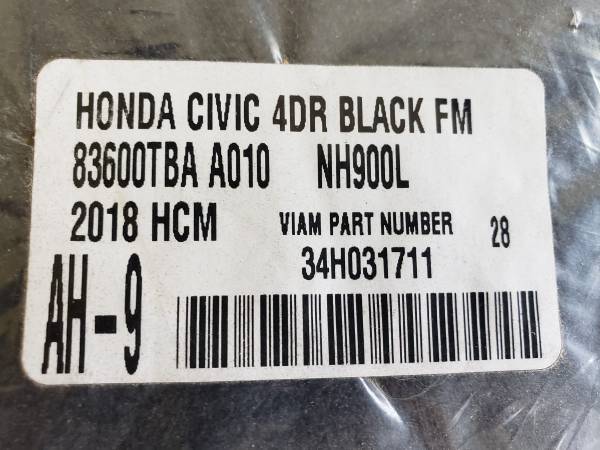 HONDA CIVIC 4DR BLACK FM
83600TBA A010 NH900L
2018 HCM VIAM PART NUMBER 28
34H031711
AH-9